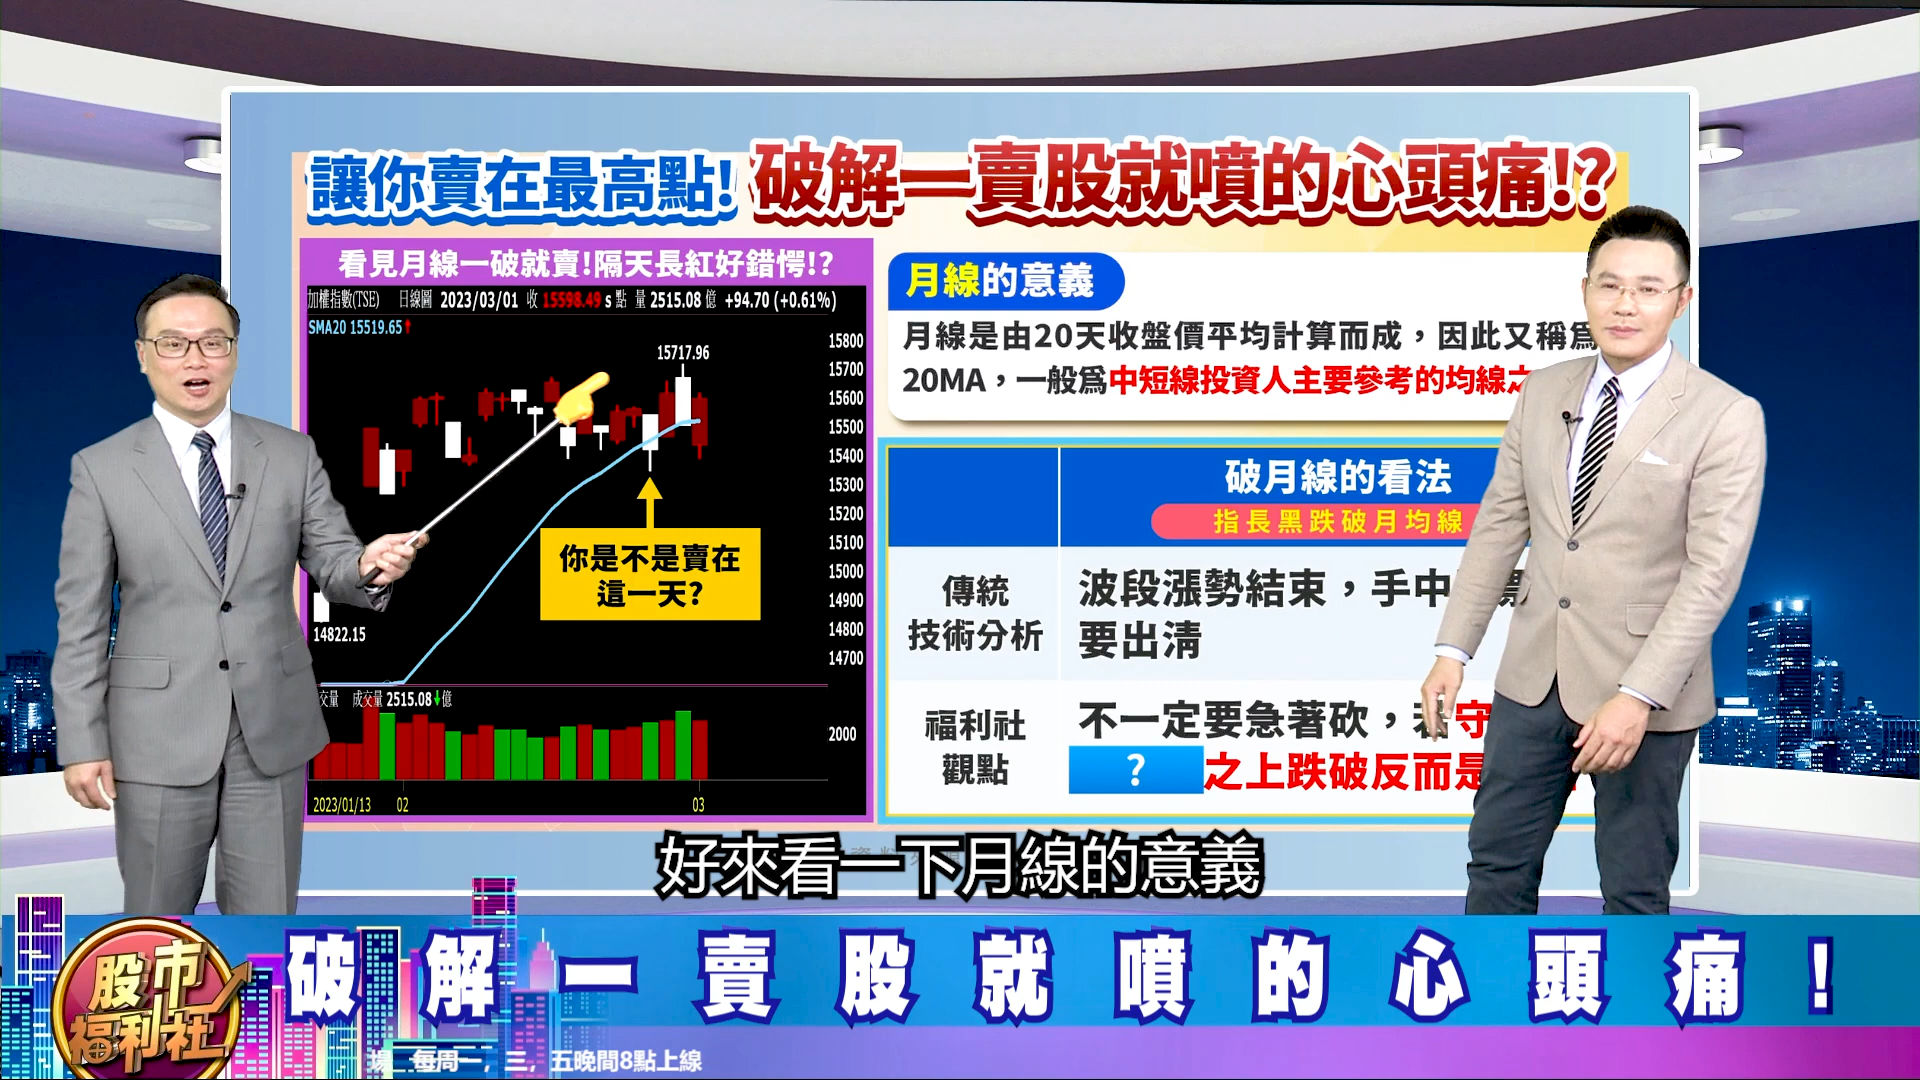 讓你賣在最高點! 破解一賣股就噴的心頭痛!?
看見月線一破就賣!隔天長紅好錯愕!?
加權指數(TSE) 日線圖 2023/03/01 收 15598.49 s 點 量 2515.08 億 +94.70 (+0.61%)
SMA20 15519.65
15717.96
15800
15700
15600
15500
15400
15300
15200
15100
15000
14900
14800
14700
你是不是賣在
這一天?
14822.15
交量 成交量 2515.08 億
2000
2023/01/13 02 03
月線的意義
月線是由20天收盤價平均計算而成，因此又稱為
20MA，一般為中短線投資人主要參考的均線之
破月線的看法
指長黑跌破月均線
傳統
技術分析
波段漲勢結束，手中
要出清
福利社
觀點
不一定要急著砍，若守
? 之上跌破反而是
好來看一下月線的意義
破解一賣股就噴的心頭痛!
股市
福利社
場 每周一, 三, 五晚間8點上線